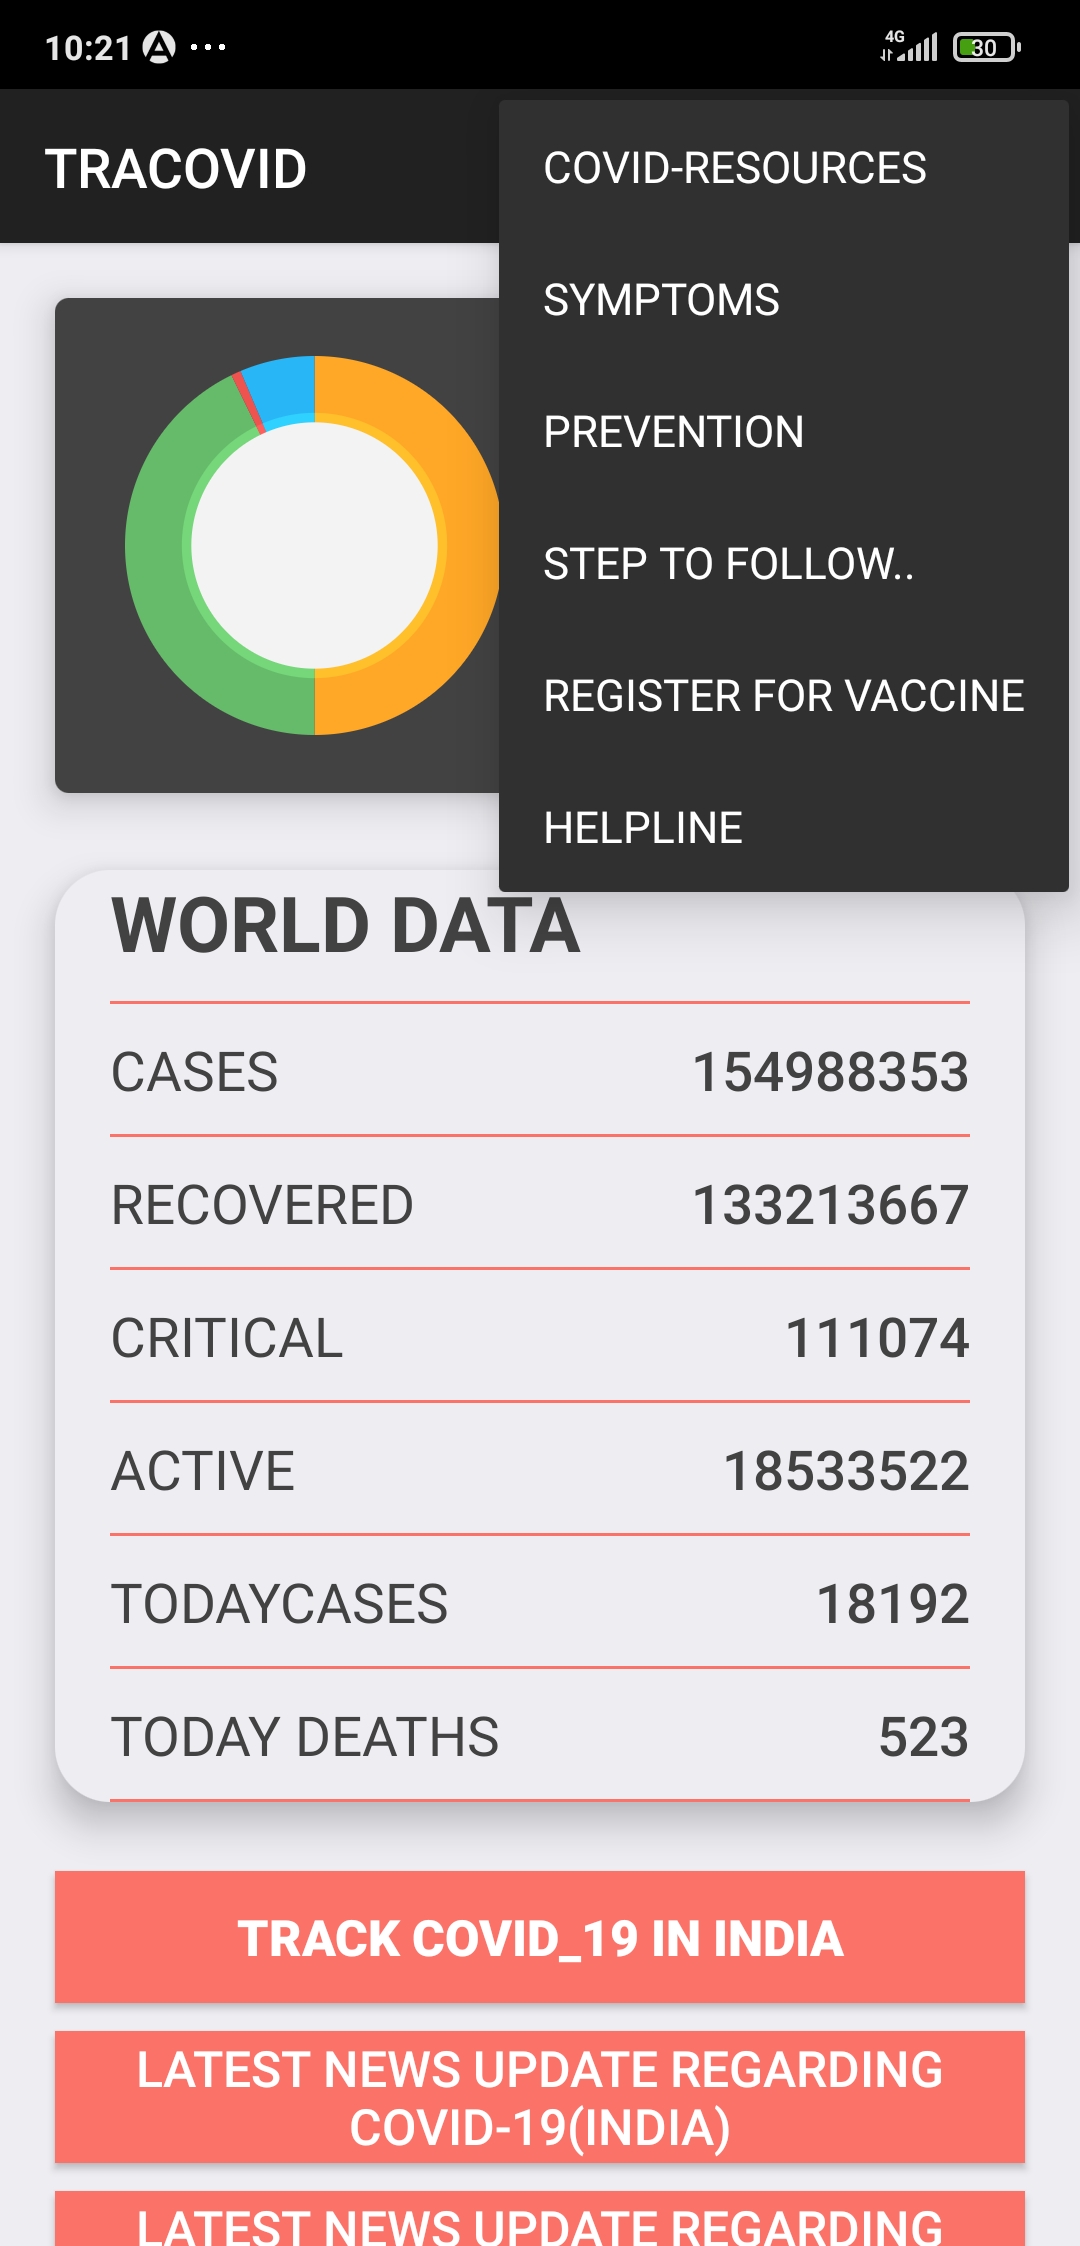 10:21
4G
30
TRACOVID
COVID-RESOURCES
SYMPTOMS
PREVENTION
STEP TO FOLLOW..
REGISTER FOR VACCINE
HELPLINE
WORLD DATA
CASES 154988353
RECOVERED 133213667
CRITICAL 111074
ACTIVE 18533522
TODAYCASES 18192
TODAY DEATHS 523
TRACK COVID_19 IN INDIA
LATEST NEWS UPDATE REGARDING
COVID-19(INDIA)
LATEST NEWS UPDATE REGARDING